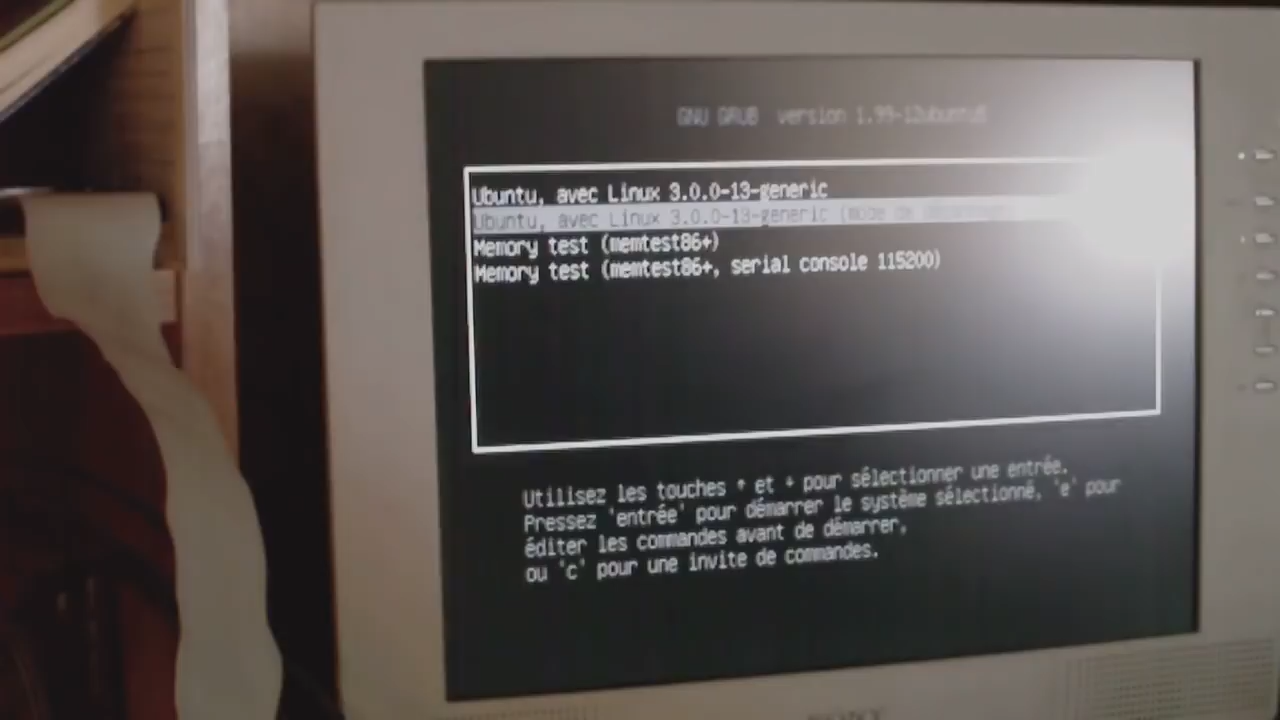 GNU GRUB version 1.99-12ubuntu5
Ubuntu, avec Linux 3.0.0-13-generic
Ubuntu, avec Linux 3.0.0-13-generic (mode de
Memory test (memtest86+)
Memory test (memtest86+, serial console 115200)
Utilisez les touches ↑ et ↓ pour sélectionner une entrée.
Pressez 'entrée' pour démarrer le système sélectionné, 'e' pour
éditer les commandes avant de démarrer,
ou 'c' pour une invite de commandes.